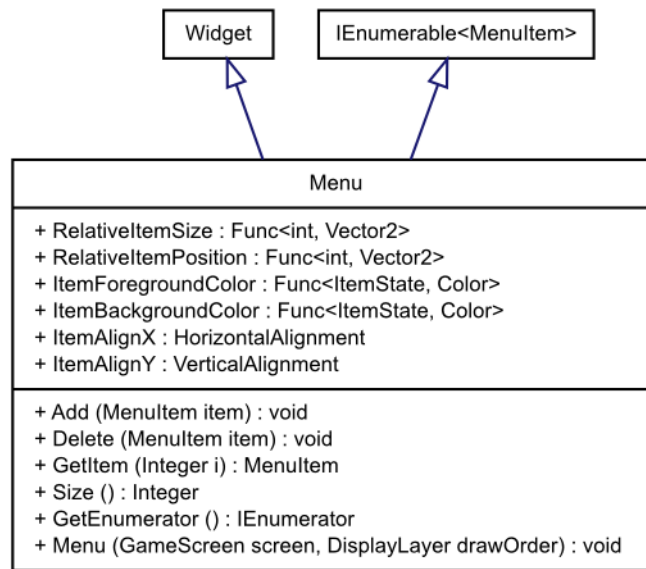 Widget
IEnumerable<MenuItem>
Menu
+ RelativeItemSize : Func<int, Vector2>
+ RelativeItemPosition : Func<int, Vector2>
+ ItemForegroundColor : Func<ItemState, Color>
+ ItemBackgroundColor : Func<ItemState, Color>
+ ItemAlignX : HorizontalAlignment
+ ItemAlignY : VerticalAlignment
+ Add (MenuItem item) : void
+ Delete (MenuItem item) : void
+ GetItem (Integer i) : MenuItem
+ Size () : Integer
+ GetEnumerator () : IEnumerator
+ Menu (GameScreen screen, DisplayLayer drawOrder) : void